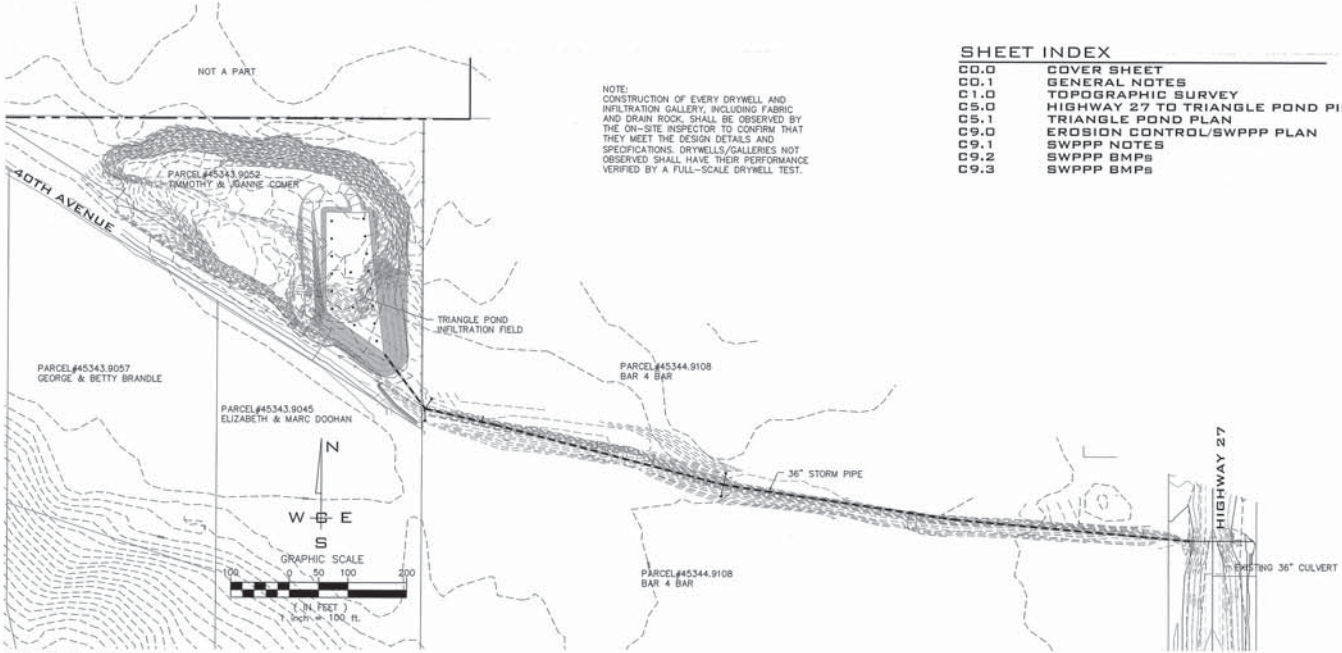 NOT A PART
NOTE:
CONSTRUCTION OF EVERY DRYWELL AND
INFILTRATION GALLERY, INCLUDING FABRIC
AND DRAIN ROCK, SHALL BE OBSERVED BY
THE ON-SITE INSPECTOR TO CONFIRM THAT
THEY MEET THE DESIGN DETAILS AND
SPECIFICATIONS. DRYWELLS/GALLERIES NOT
OBSERVED SHALL HAVE THEIR PERFORMANCE
VERIFIED BY A FULL-SCALE DRYWELL TEST.
SHEET INDEX
C0.0 COVER SHEET
C0.1 GENERAL NOTES
C1.0 TOPOGRAPHIC SURVEY
C5.0 HIGHWAY 27 TO TRIANGLE POND PI
C5.1 TRIANGLE POND PLAN
C9.0 EROSION CONTROL/SWPPP PLAN
C9.1 SWPPP NOTES
C9.2 SWPPP BMPs
C9.3 SWPPP BMPs
PARCEL#45343.9052
TIMMOTHY & JOANNE COMER
40TH AVENUE
TRIANGLE POND
INFILTRATION FIELD
PARCEL#45343.9057
GEORGE & BETTY BRANDLE
PARCEL#45343.9045
ELIZABETH & MARC DOOHAN
PARCEL#45344.9108
BAR 4 BAR
36" STORM PIPE
HIGHWAY 27
EXISTING 36" CULVERT
PARCEL#45344.9108
BAR 4 BAR
N
W C E
S
GRAPHIC SCALE
100 0 50 100 200
( IN FEET )
1 inch = 100 ft.